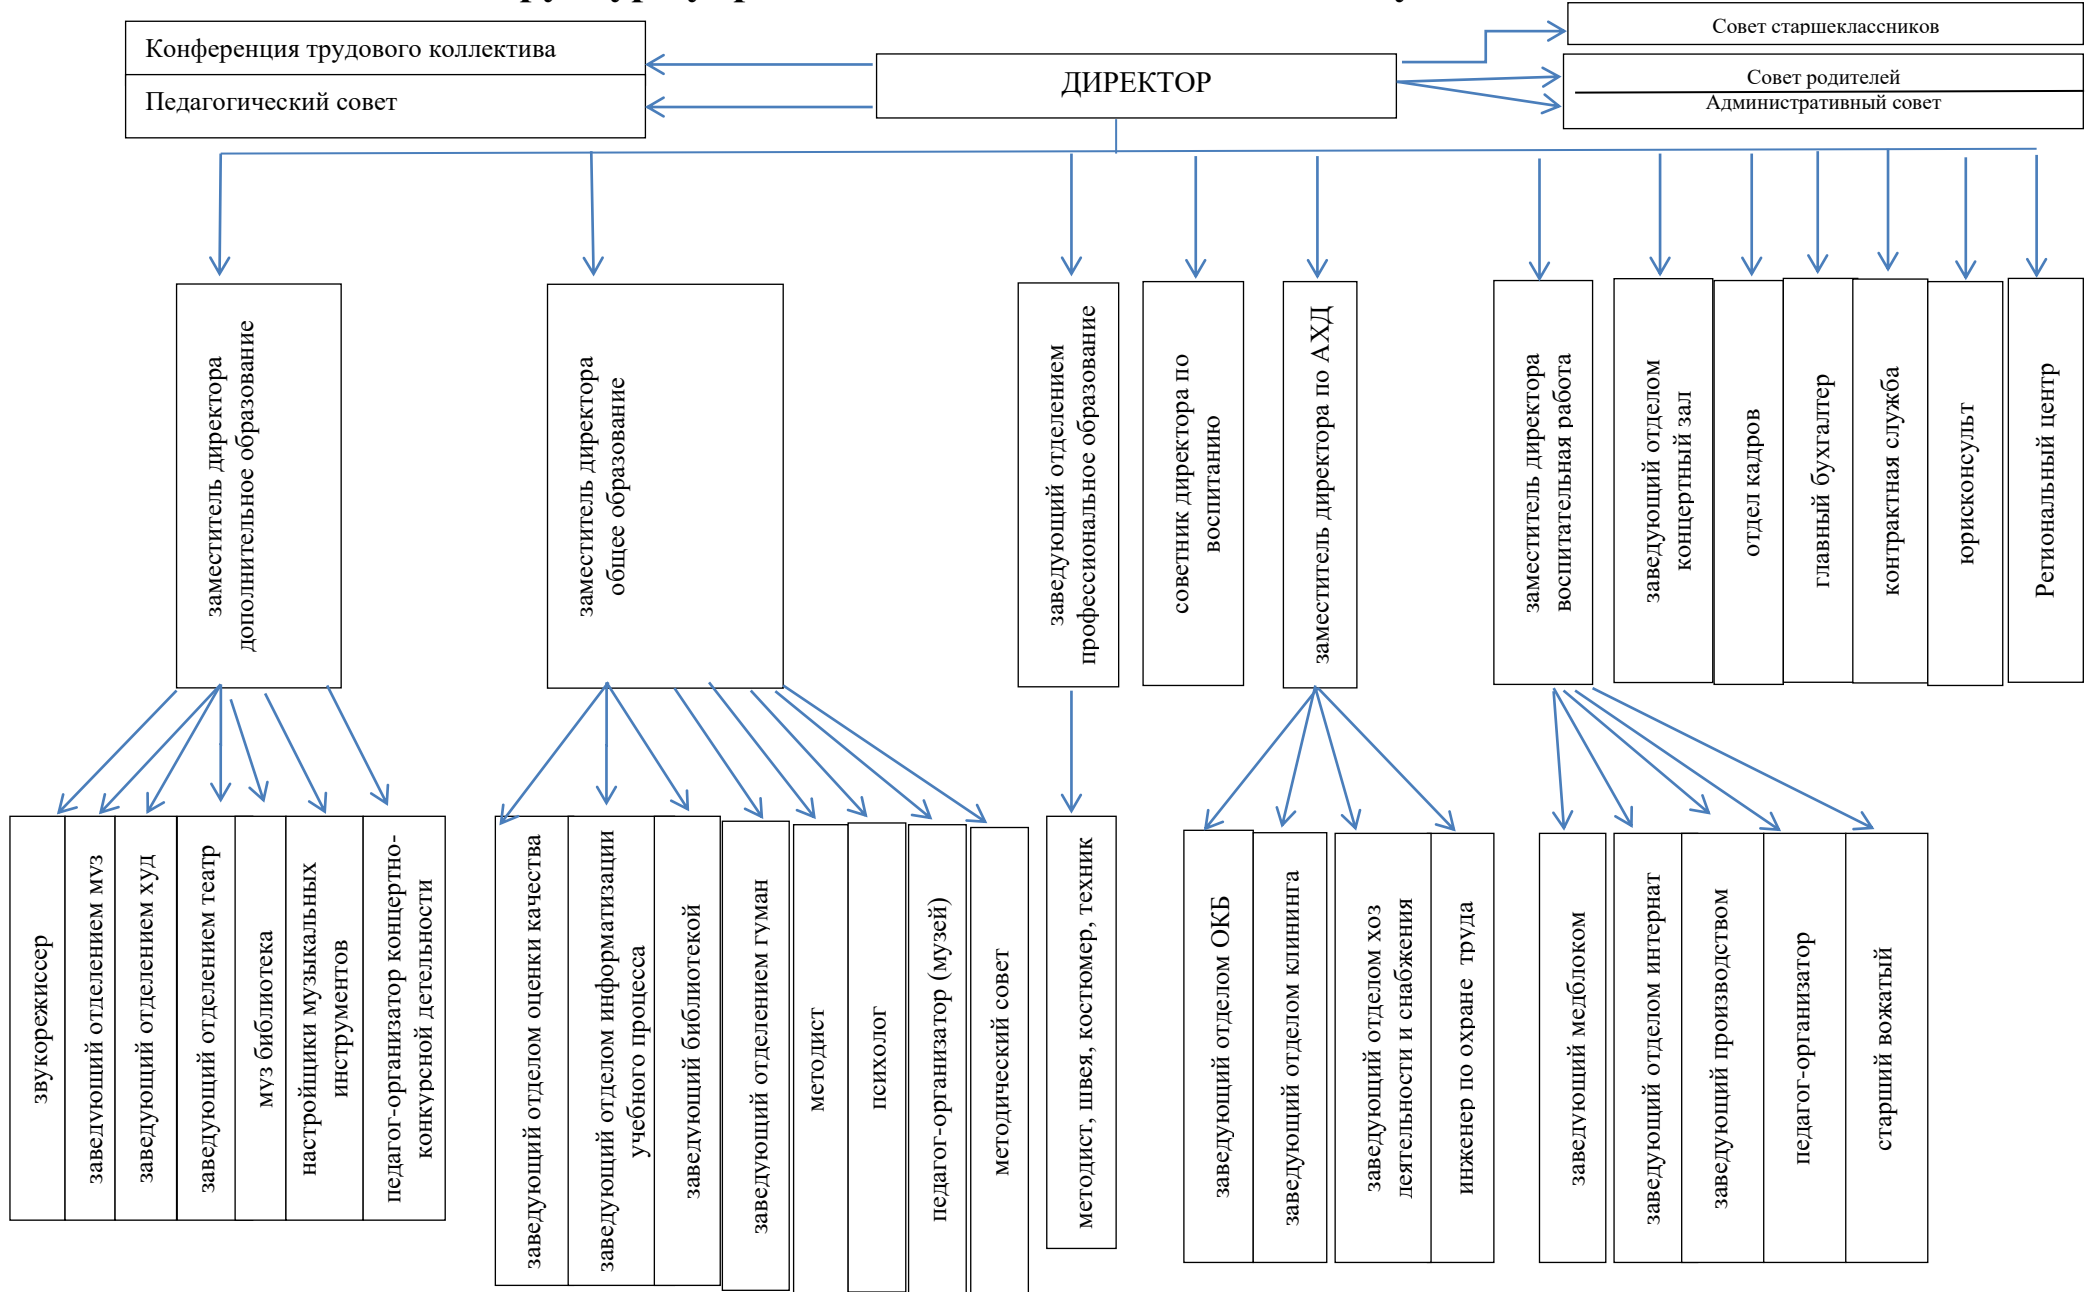 Конференция трудового коллектива
Педагогический совет
ДИРЕКТОР
Совет старшеклассников
Совет родителей
Административный совет
заместитель директора
дополнительное образование
заместитель директора
общее образование
заведующий отделением
профессиональное образование
советник директора по
воспитанию
заместитель директора по АХД
заместитель директора
воспитательная работа
заведующий отделом
концертный зал
отдел кадров
главный бухгалтер
контрактная служба
юрисконсульт
Региональный центр
звукорежиссер
заведующий отделением муз
заведующий отделением худ
заведующий отделением театр
муз библиотека
настройщики музыкальных
инструментов
педагог-организатор концертно-
конкурсной детельности
заведующий отделом оценки качества
заведующий отделом информатизации
учебного процесса
заведующий библиотекой
заведующий отделением гуман
методист
психолог
педагог-организатор (музей)
методический совет
методист, швея, костюмер, техник
заведующий отделом ОКБ
заведующий отделом клининга
заведующий отделом хоз
деятельности и снабжения
инженер по охране труда
заведующий медблоком
заведующий отделом интернат
заведующий производством
педагог-организатор
старший вожатый